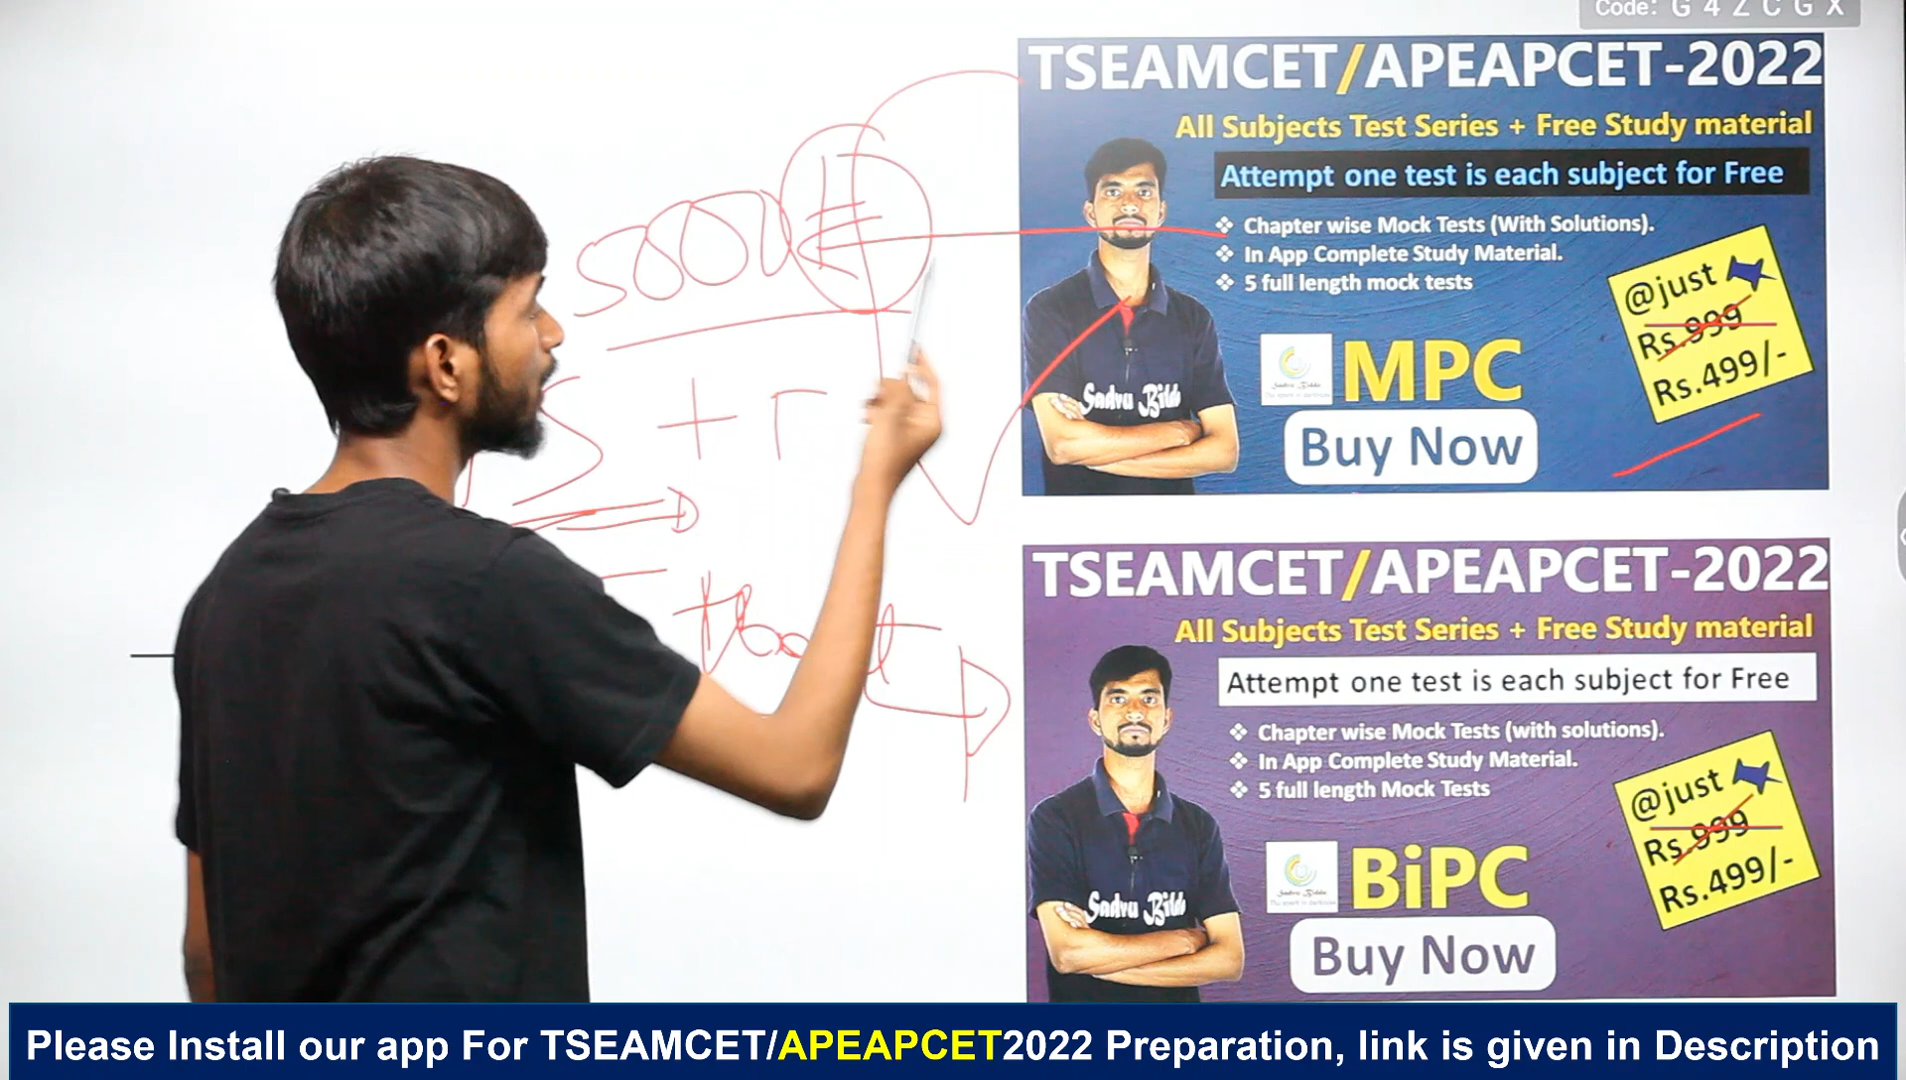 Code: G 4 Z C G X
TSEAMCET/APEAPCET-2022
All Subjects Test Series + Free Study material
Attempt one test is each subject for Free
❖ Chapter wise Mock Tests (With Solutions).
❖ In App Complete Study Material.
❖ 5 full length mock tests
@just
Rs.999
Rs.499/-
MPC
Sadvu
Buy Now
TSEAMCET/APEAPCET-2022
All Subjects Test Series + Free Study material
Attempt one test is each subject for Free
❖ Chapter wise Mock Tests (with solutions).
❖ In App Complete Study Material.
❖ 5 full length Mock Tests
@just
Rs.999
Rs.499/-
BiPC
Sadvu
Buy Now
Please Install our app For TSEAMCET/APEAPCET2022 Preparation, link is given in Description